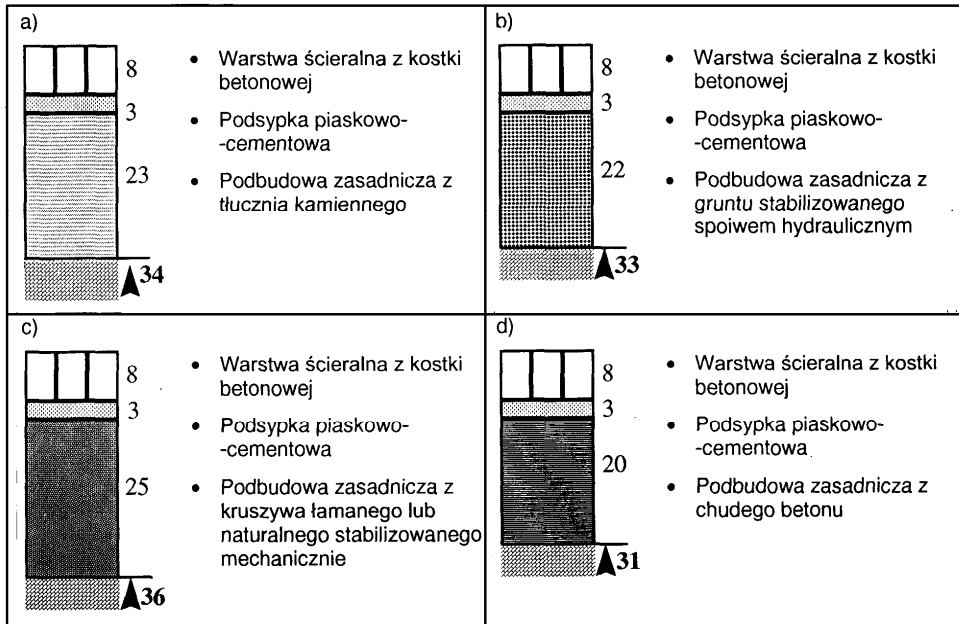 a)
8
3
23
34
• Warstwa ścieralna z kostki
betonowej
• Podsypka piaskowo-
-cementowa
• Podbudowa zasadnicza z
tłucznia kamiennego
b)
8
3
22
33
• Warstwa ścieralna z kostki
betonowej
• Podsypka piaskowo-
-cementowa
• Podbudowa zasadnicza z
gruntu stabilizowanego
spoiwem hydraulicznym
c)
8
3
25
36
• Warstwa ścieralna z kostki
betonowej
• Podsypka piaskowo-
-cementowa
• Podbudowa zasadnicza z
kruszywa łamanego lub
naturalnego stabilizowanego
mechanicznie
d)
8
3
20
31
• Warstwa ścieralna z kostki
betonowej
• Podsypka piaskowo-
-cementowa
• Podbudowa zasadnicza z
chudego betonu